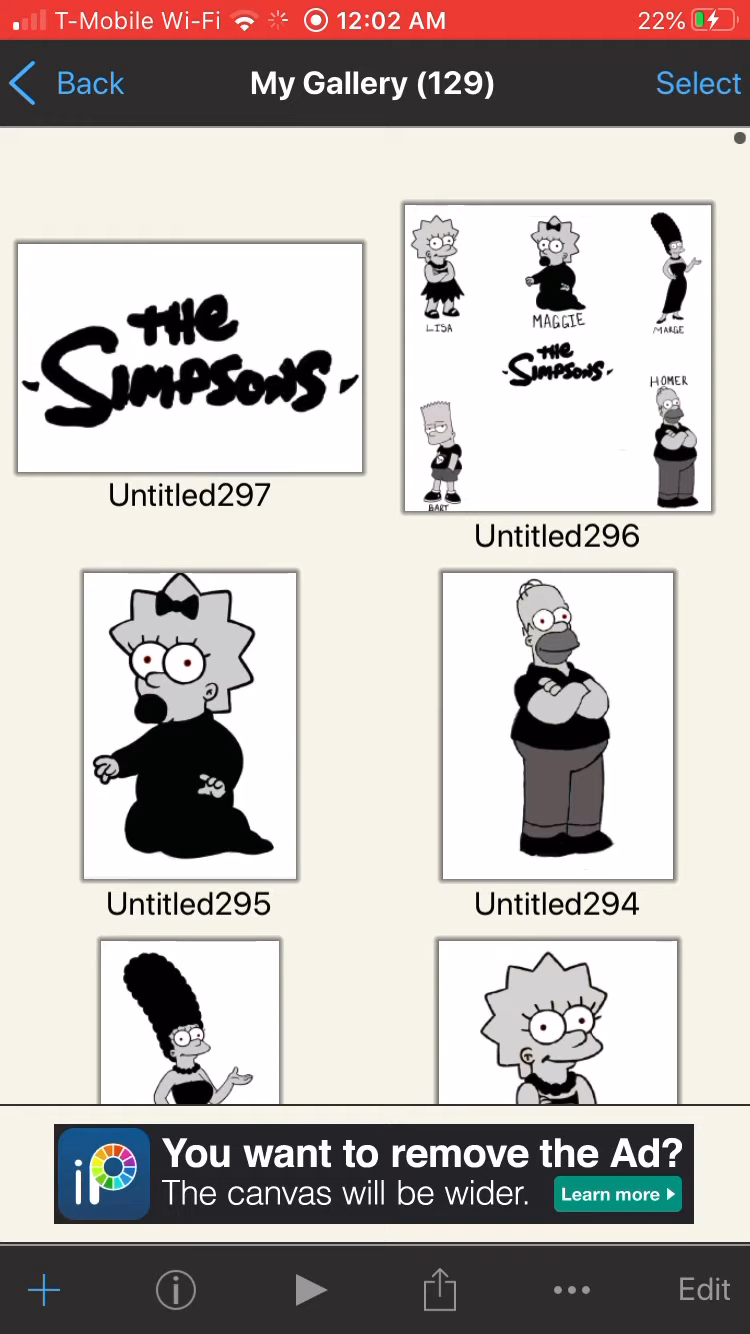 T-Mobile Wi-Fi 12:02 AM 22%
Back My Gallery (129) Select
THE
SIMPSONS
Untitled297
LISA
MAGGIE
MARGE
THE
SIMPSONS
HOMER
BART
Untitled296
Untitled295
Untitled294
iP
You want to remove the Ad?
The canvas will be wider.
Learn more
Edit